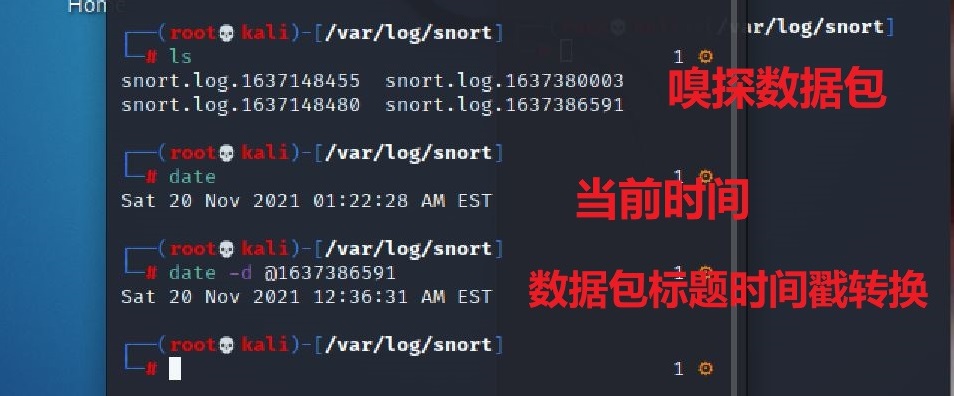 Hom
┌──(root💀kali)-[/var/log/snort]
└─# ls 1 ⚙
snort.log.1637148455 snort.log.1637380003
snort.log.1637148480 snort.log.1637386591
嗅探数据包
┌──(root💀kali)-[/var/log/snort]
└─# date 1 ⚙
Sat 20 Nov 2021 01:22:28 AM EST
当前时间
┌──(root💀kali)-[/var/log/snort]
└─# date -d @1637386591 1 ⚙
Sat 20 Nov 2021 12:36:31 AM EST
数据包标题时间戳转换
┌──(root💀kali)-[/var/log/snort]
└─# 1 ⚙
var/log/snort]